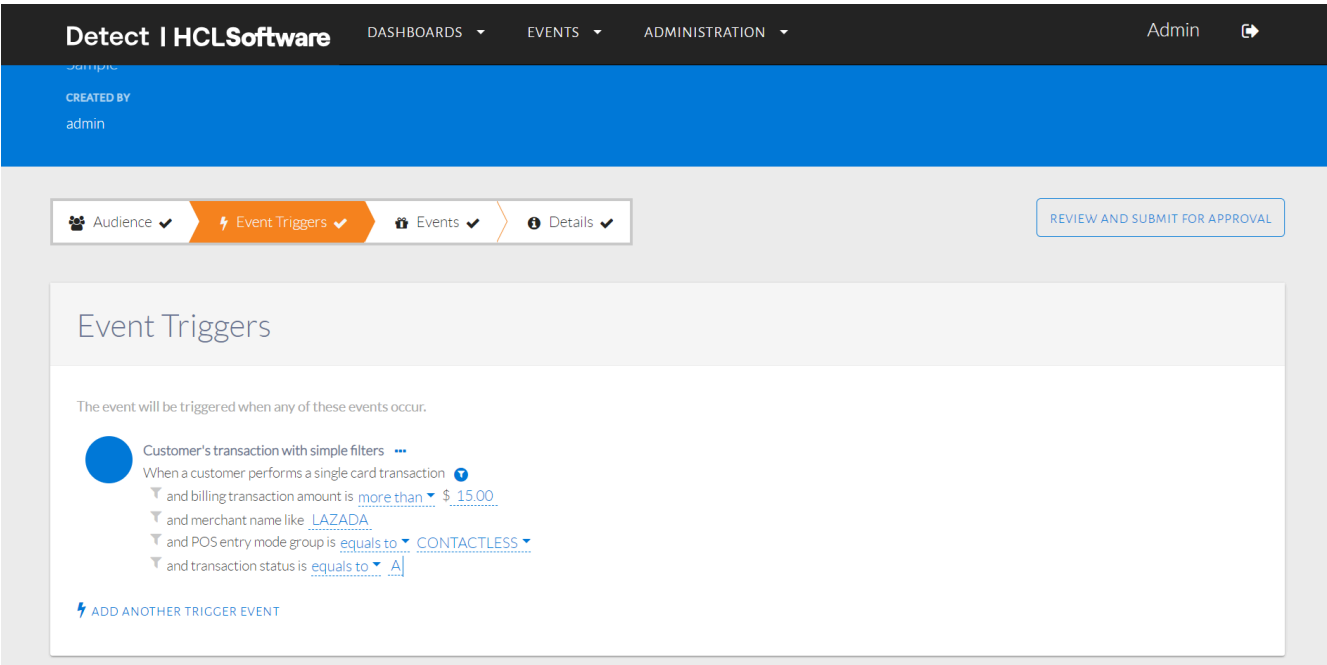 Detect | HCLSoftware DASHBOARDS EVENTS ADMINISTRATION Admin
Sample
CREATED BY
admin
Audience Event Triggers Events Details REVIEW AND SUBMIT FOR APPROVAL
Event Triggers
The event will be triggered when any of these events occur.
Customer's transaction with simple filters ...
When a customer performs a single card transaction
and billing transaction amount is more than $ 15.00
and merchant name like LAZADA
and POS entry mode group is equals to CONTACTLESS
and transaction status is equals to A
ADD ANOTHER TRIGGER EVENT